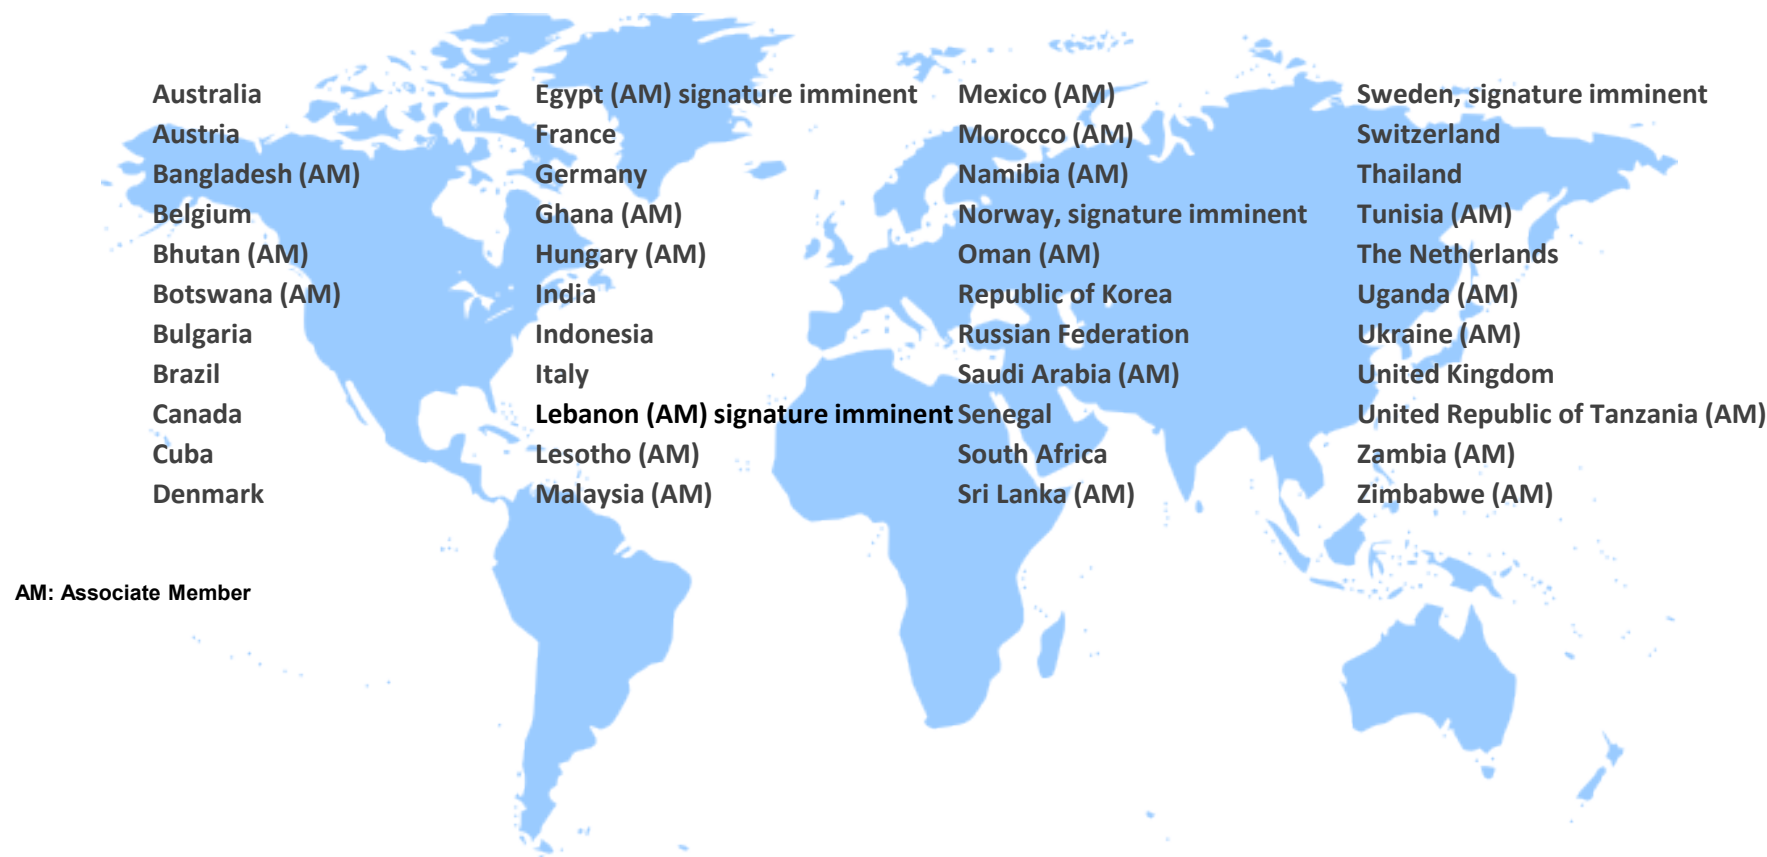 Australia
Austria
Bangladesh (AM)
Belgium
Bhutan (AM)
Botswana (AM)
Bulgaria
Brazil
Canada
Cuba
Denmark
Egypt (AM) signature imminent
France
Germany
Ghana (AM)
Hungary (AM)
India
Indonesia
Italy
Lebanon (AM) signature imminent
Lesotho (AM)
Malaysia (AM)
Mexico (AM)
Morocco (AM)
Namibia (AM)
Norway, signature imminent
Oman (AM)
Republic of Korea
Russian Federation
Saudi Arabia (AM)
Senegal
South Africa
Sri Lanka (AM)
Sweden, signature imminent
Switzerland
Thailand
Tunisia (AM)
The Netherlands
Uganda (AM)
Ukraine (AM)
United Kingdom
United Republic of Tanzania (AM)
Zambia (AM)
Zimbabwe (AM)
AM: Associate Member